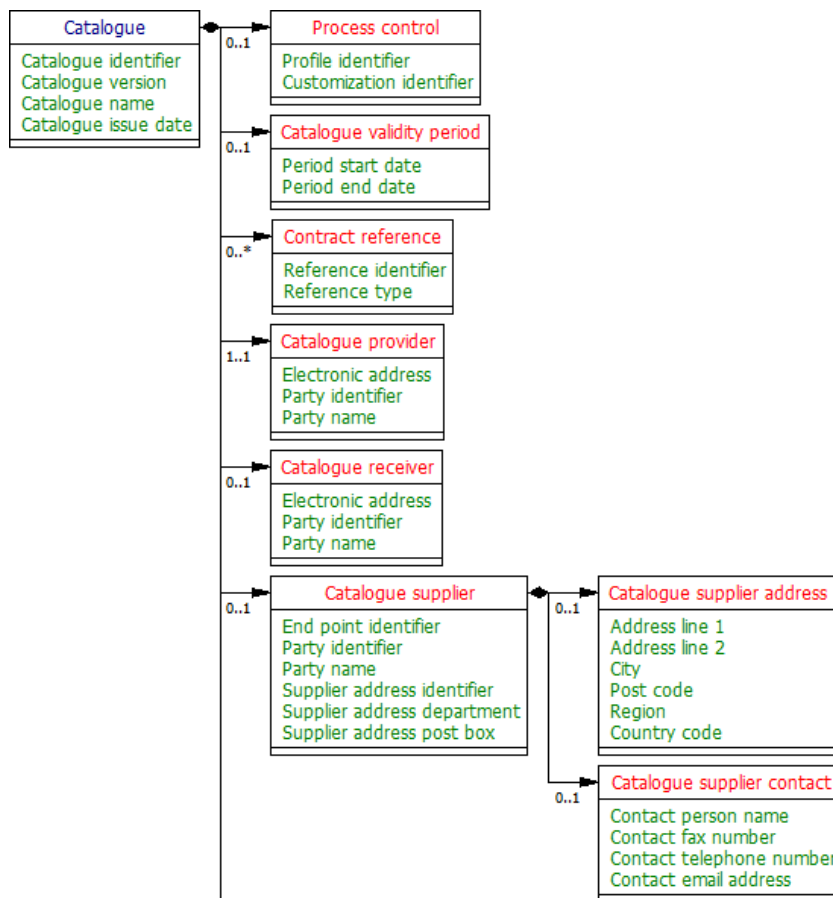 Catalogue
Catalogue identifier
Catalogue version
Catalogue name
Catalogue issue date
0..1
Process control
Profile identifier
Customization identifier
0..1
Catalogue validity period
Period start date
Period end date
0..*
Contract reference
Reference identifier
Reference type
1..1
Catalogue provider
Electronic address
Party identifier
Party name
0..1
Catalogue receiver
Electronic address
Party identifier
Party name
0..1
Catalogue supplier
End point identifier
Party identifier
Party name
Supplier address identifier
Supplier address department
Supplier address post box
0..1
Catalogue supplier address
Address line 1
Address line 2
City
Post code
Region
Country code
0..1
Catalogue supplier contact
Contact person name
Contact fax number
Contact telephone number
Contact email address